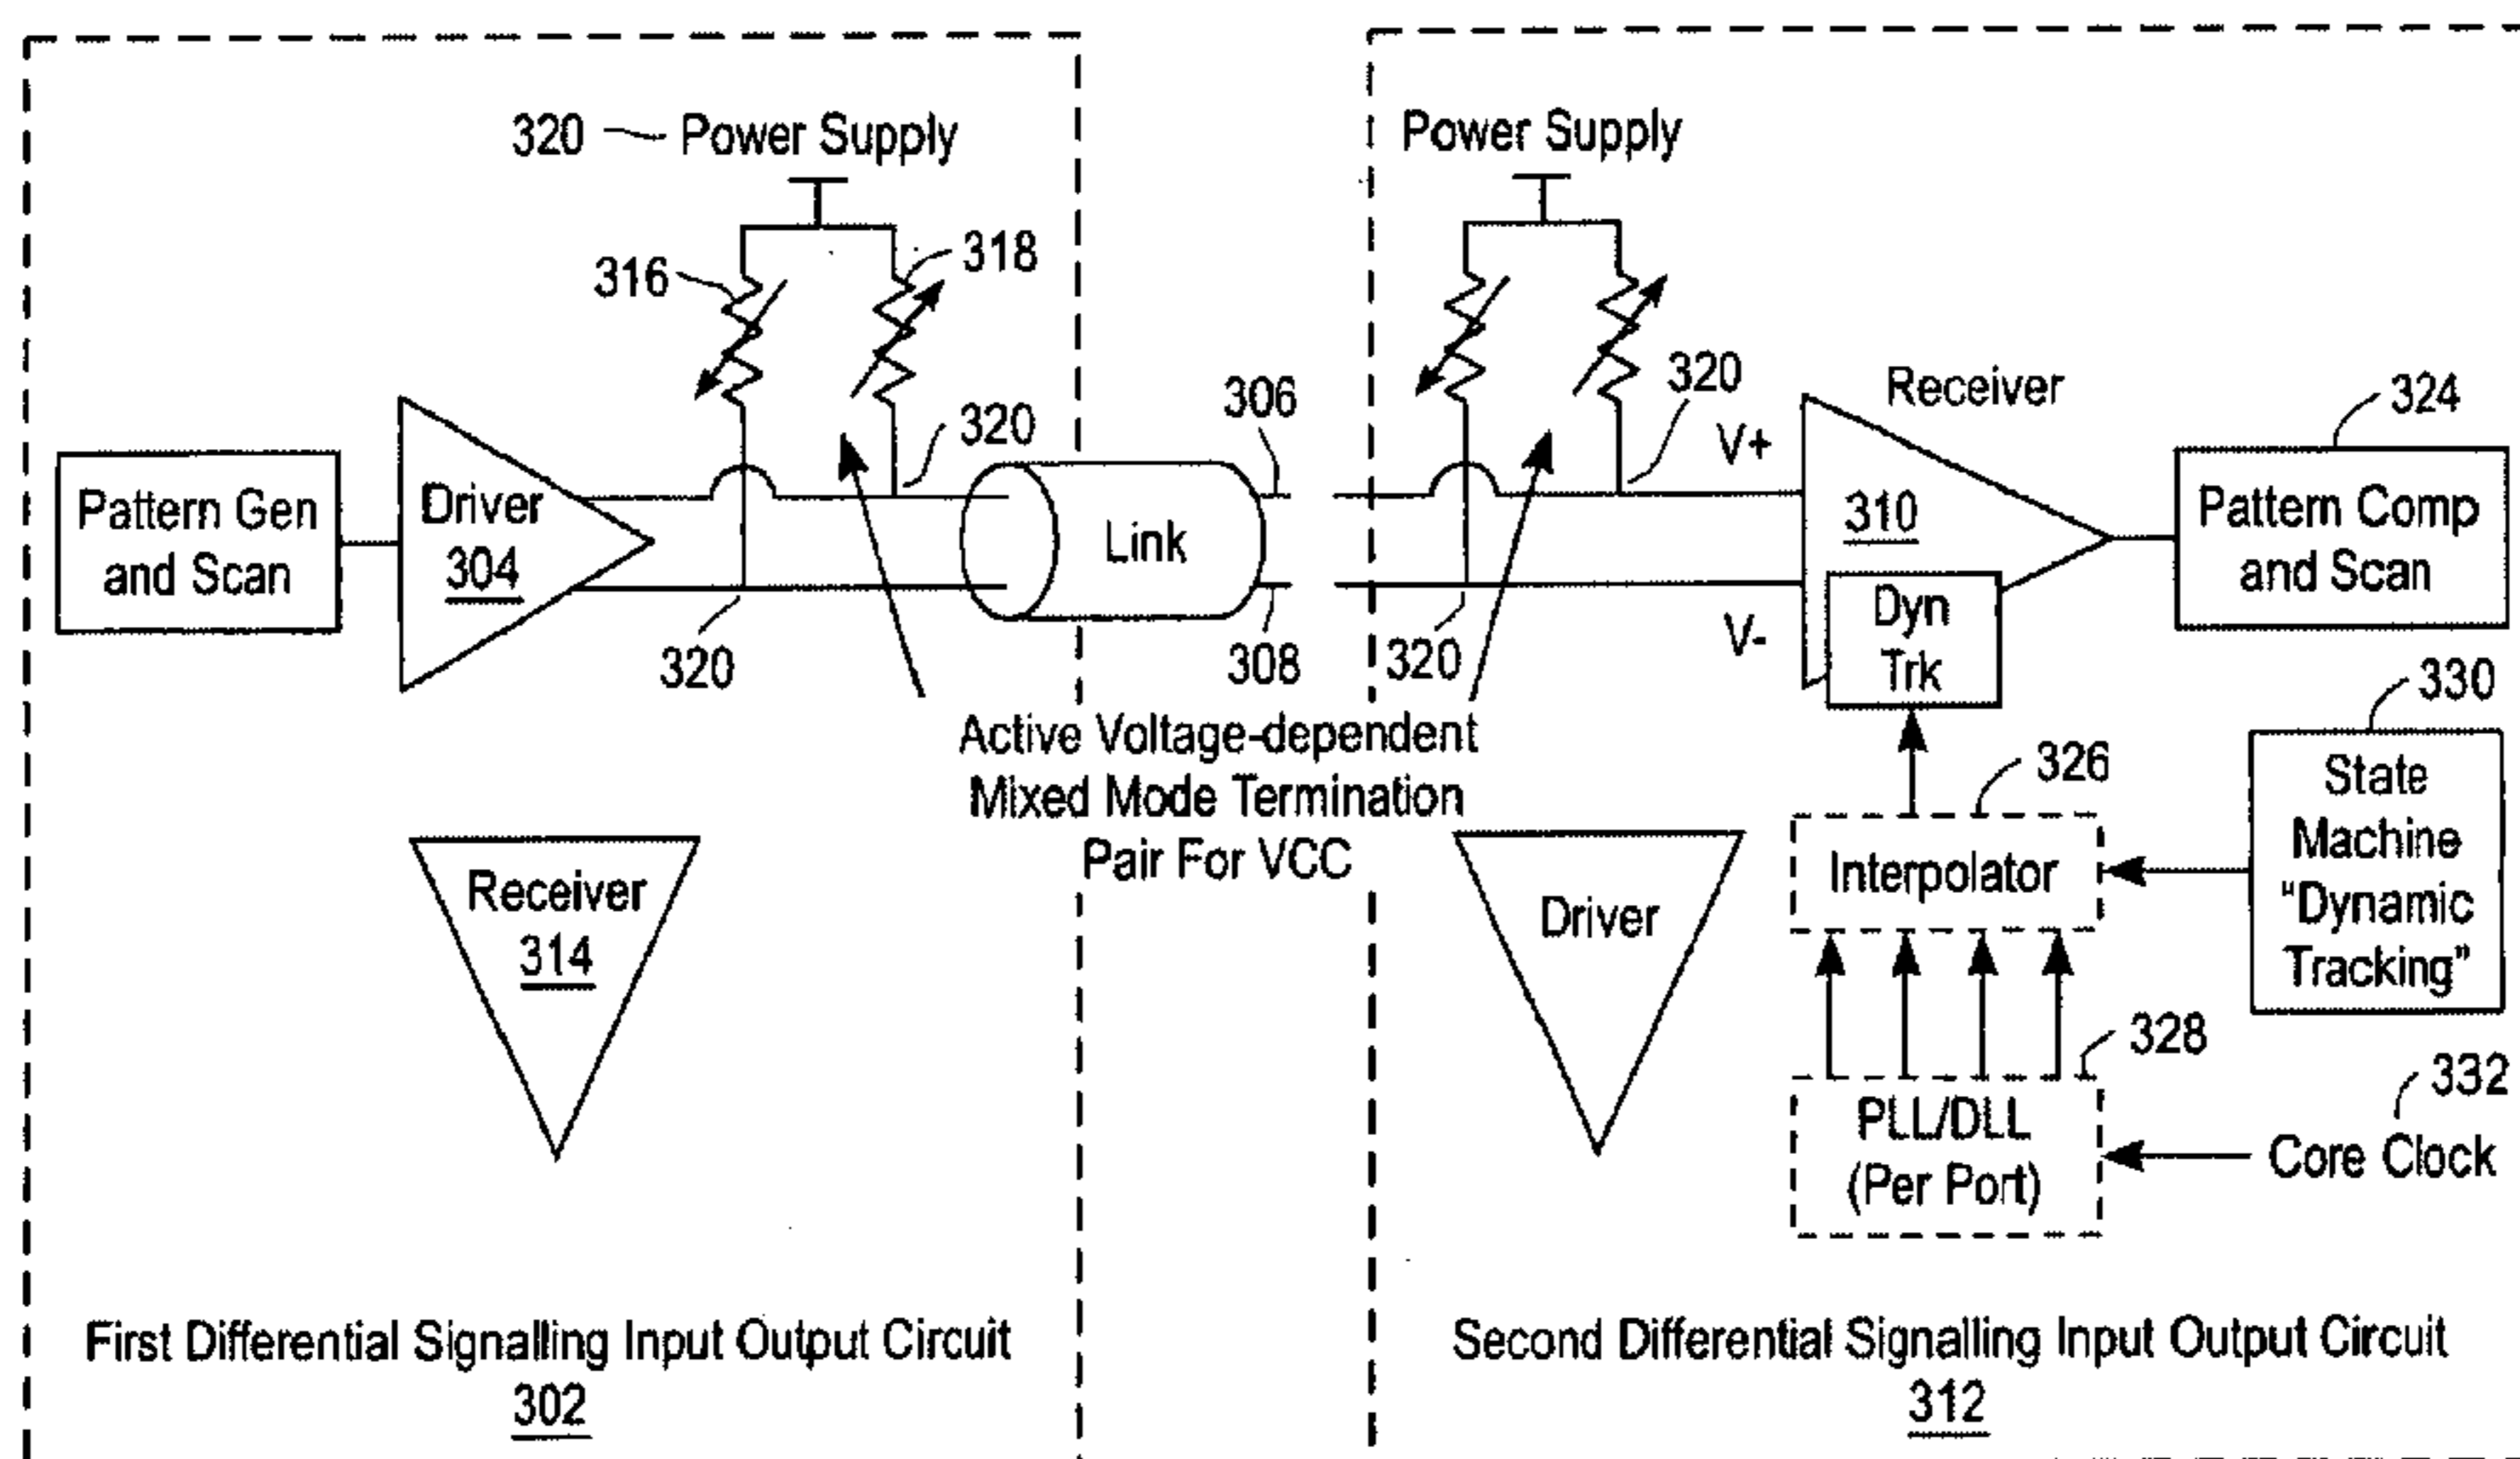 320
Power Supply
316
318
320
Pattern Gen
and Scan
Driver
304
320
Link
306
308
Power Supply
320
320
V+
V-
Receiver
310
Dyn
Trk
324
Pattern Comp
and Scan
Active Voltage-dependent
Mixed Mode Termination
Pair For VCC
Receiver
314
Driver
326
Interpolator
330
State
Machine
"Dynamic
Tracking"
328
PLL/DLL
(Per Port)
332
Core Clock
First Differential Signalling Input Output Circuit
302
Second Differential Signalling Input Output Circuit
312